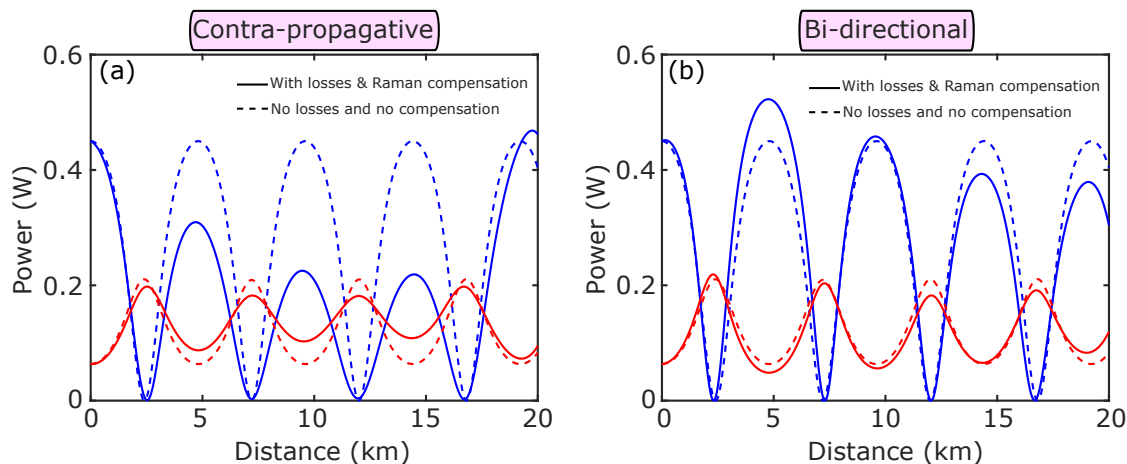 Contra-propagative
(a)
With losses & Raman compensation
No losses and no compensation
Power (W)
0.6
0.4
0.2
0
0 5 10 15 20
Distance (km)
Bi-directional
(b)
With losses & Raman compensation
No losses and no compensation
Power (W)
0.6
0.4
0.2
0
0 5 10 15 20
Distance (km)